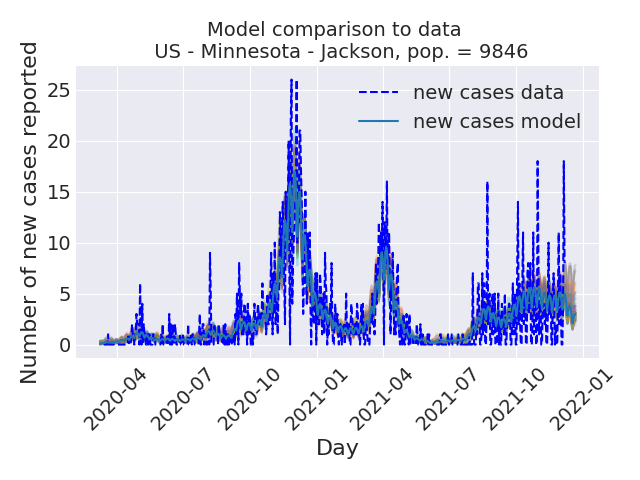 Model comparison to data
US - Minnesota - Jackson, pop. = 9846
Number of new cases reported
25
20
15
10
5
0
new cases data
new cases model
2020-04
2020-07
2020-10
2021-01
2021-04
2021-07
2021-10
2022-01
Day